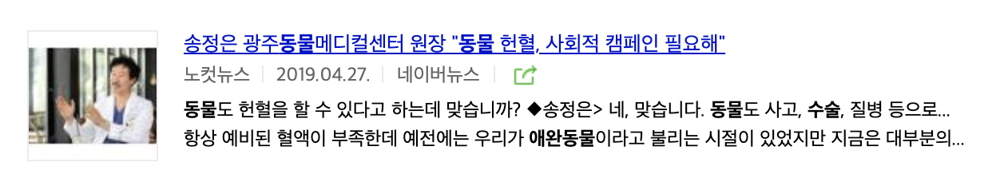 송정은 광주동물메디컬센터 원장 "동물 헌혈, 사회적 캠페인 필요해"
노컷뉴스 2019.04.27. 네이버뉴스
동물도 헌혈을 할 수 있다고 하는데 맞습니까? ◆송정은> 네, 맞습니다. 동물도 사고, 수술, 질병 등으로...
항상 예비된 혈액이 부족한데 예전에는 우리가 애완동물이라고 불리는 시절이 있었지만 지금은 대부분의...